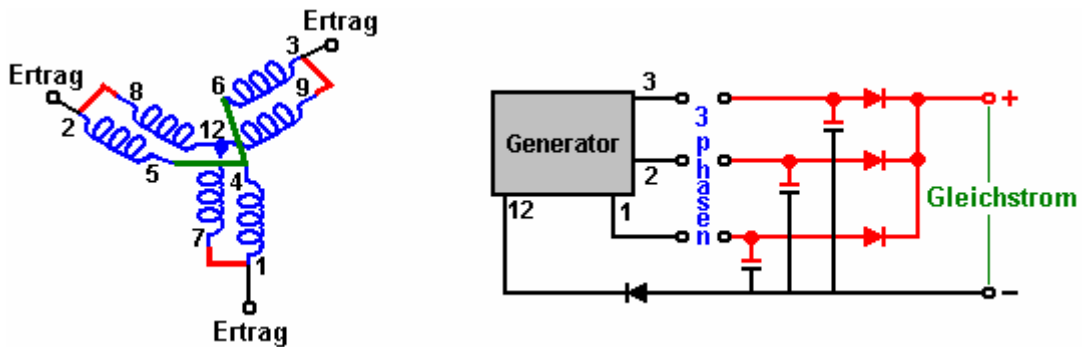 Ertrag
3
Ertrag
8
6
9
2
12
5
4
7
1
Ertrag
Generator
3
2
12
1
3 phasen
+
Gleichstrom
−